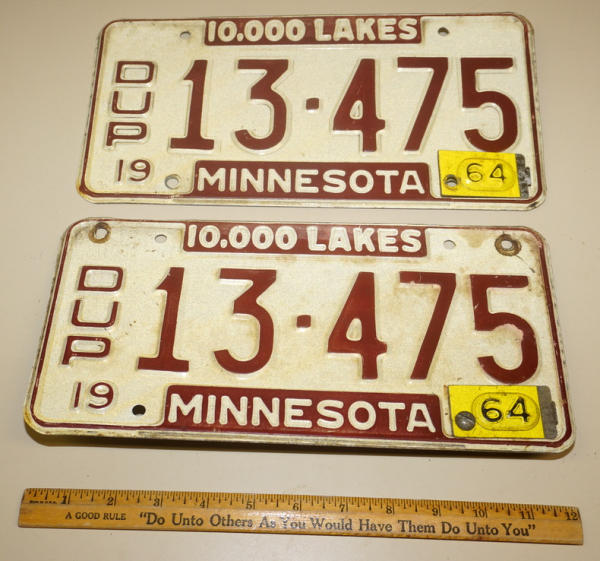 10.000 LAKES
DUP 13·475
19 MINNESOTA 64
10.000 LAKES
DUP 13·475
19 MINNESOTA 64
1 2 3 4 5 6 7 8 9 10 11 12
A GOOD RULE "Do Unto Others As You Would Have Them Do Unto You"